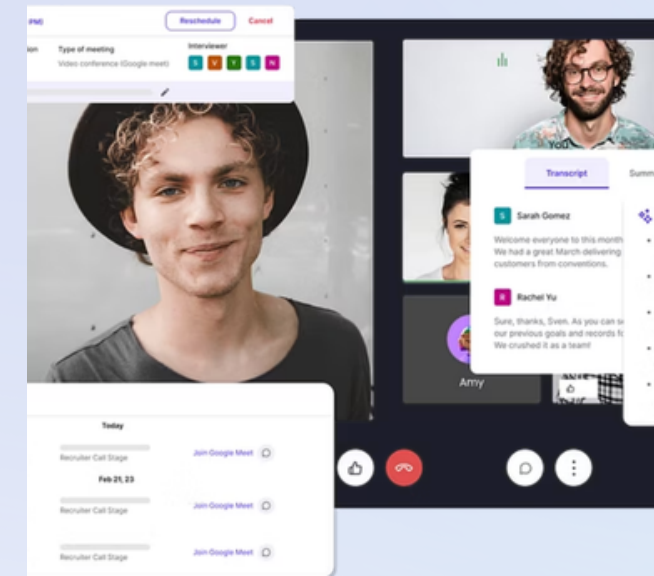 (PM)
Reschedule
Cancel
Type of meeting
Video conference (Google meet)
Interviewer
S V Y S N
You
Transcript
Summ
S Sarah Gomez
Welcome everyone to this month
We had a great March delivering
customers from conventions.
R Rachel Yu
Sure, thanks, Sven. As you can s
our previous goals and records fo
We crushed it as a team!
Amy
Today
Recruiter Call Stage
Join Google Meet
Feb 21, 23
Recruiter Call Stage
Join Google Meet
Recruiter Call Stage
Join Google Meet